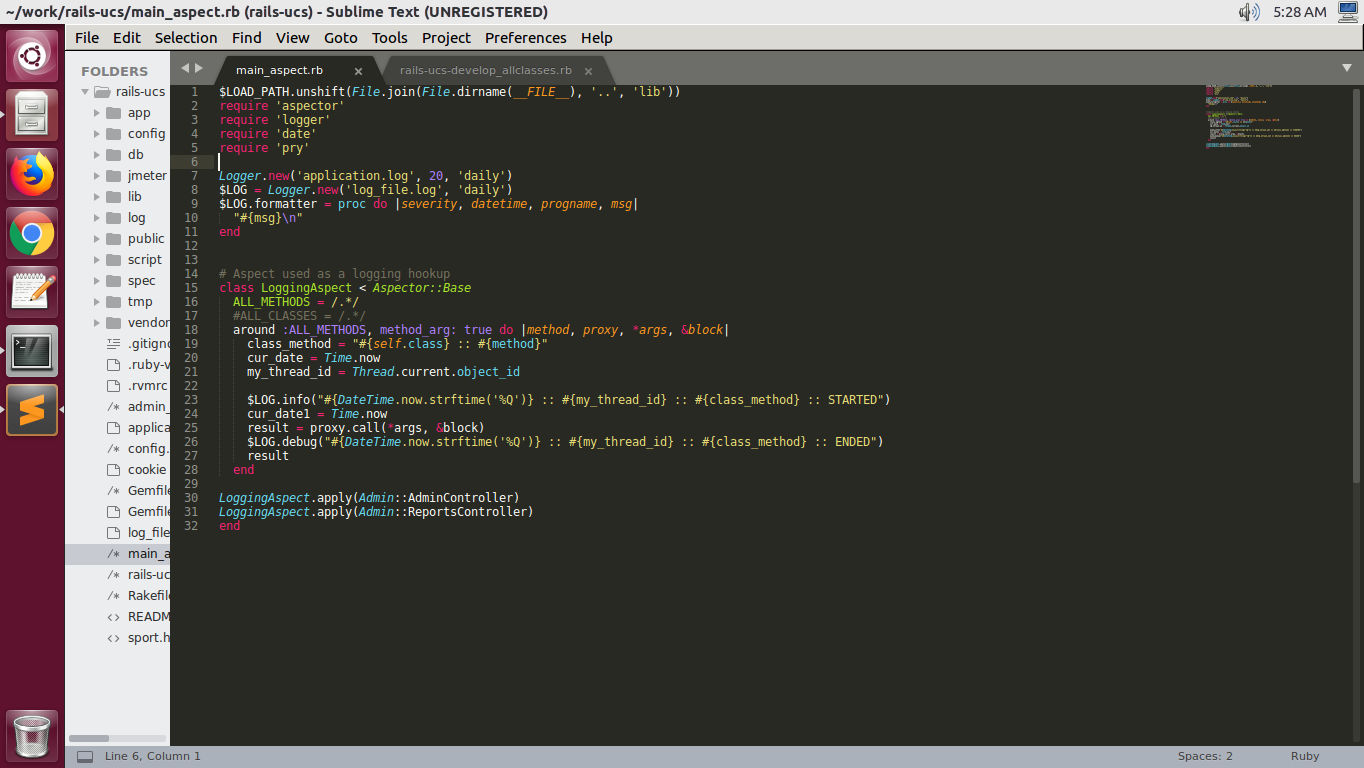 ~/work/rails-ucs/main_aspect.rb (rails-ucs) - Sublime Text (UNREGISTERED)
5:28 AM
File Edit Selection Find View Goto Tools Project Preferences Help
FOLDERS
rails-ucs
app
config
db
jmeter
lib
log
public
script
spec
tmp
vendor
.gitigno
.ruby-v
.rvmrc
admin_
applica
config.
cookie
Gemfile
Gemfile
log_file
main_a
rails-uc
Rakefil
READM
sport.h
main_aspect.rb
rails-ucs-develop_allclasses.rb
1 $LOAD_PATH.unshift(File.join(File.dirname(__FILE__), '..', 'lib'))
2 require 'aspector'
3 require 'logger'
4 require 'date'
5 require 'pry'
6
7 Logger.new('application.log', 20, 'daily')
8 $LOG = Logger.new('log_file.log', 'daily')
9 $LOG.formatter = proc do |severity, datetime, progname, msg|
10 "#{msg}\n"
11 end
12
13
14 # Aspect used as a logging hookup
15 class LoggingAspect < Aspector::Base
16 ALL_METHODS = /.*/
17 #ALL_CLASSES = /.*/
18 around :ALL_METHODS, method_arg: true do |method, proxy, *args, &block|
19 class_method = "#{self.class} :: #{method}"
20 cur_date = Time.now
21 my_thread_id = Thread.current.object_id
22
23 $LOG.info("#{DateTime.now.strftime('%Q')} :: #{my_thread_id} :: #{class_method} :: STARTED")
24 cur_date1 = Time.now
25 result = proxy.call(*args, &block)
26 $LOG.debug("#{DateTime.now.strftime('%Q')} :: #{my_thread_id} :: #{class_method} :: ENDED")
27 result
28 end
29
30 LoggingAspect.apply(Admin::AdminController)
31 LoggingAspect.apply(Admin::ReportsController)
32 end
Line 6, Column 1
Spaces: 2
Ruby